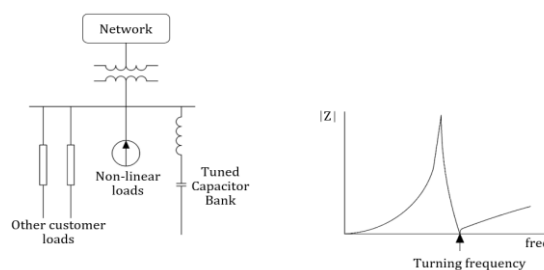 Network
Non-linear
loads
Tuned
Capacitor
Bank
Other customer
loads
|Z|
Turning frequency